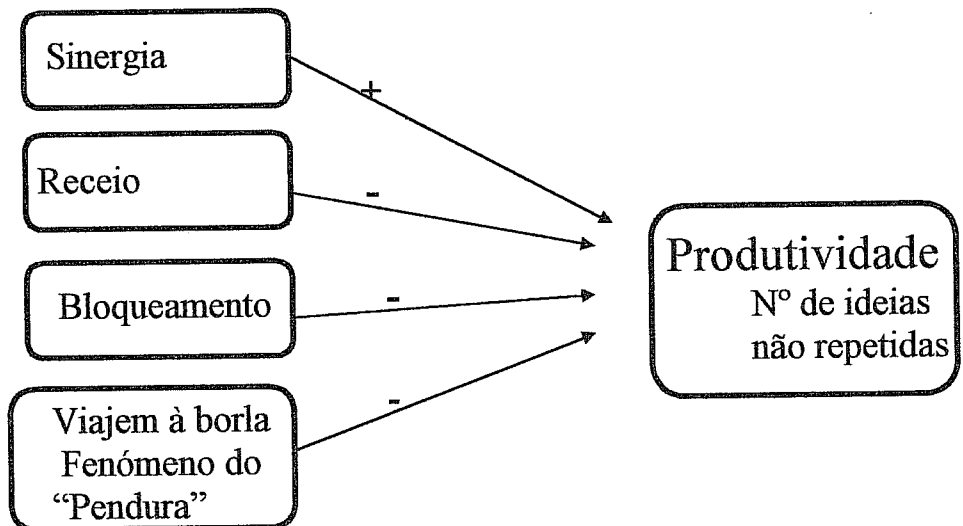 Sinergia
+
Receio
-
Bloqueamento
-
Viajem à borla
Fenómeno do
“Pendura”
-
Produtividade
Nº de ideias
não repetidas